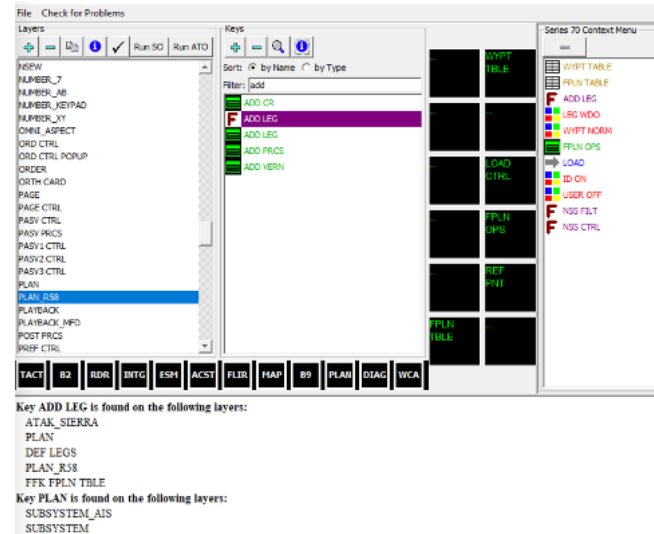 File Check for Problems
Layers
Run SO Run ATO
NSEW
NUMBER_7
NUMBER_AB
NUMBER_KEYPAD
NUMBER_XY
OMNI_ASPECT
ORD CTRL
ORD CTRL POPUP
ORDER
ORTH CARD
PAGE
PAGE CTRL
PASV CTRL
PASV PRCS
PASV1 CTRL
PASV2 CTRL
PASV3 CTRL
PLAN
PLAN_R58
PLAYBACK
PLAYBACK_MFD
POST PRCS
PREF CTRL
Keys
Sort: by Name by Type
Filter: add
ADD CR
F ADD LEG
ADD LEG
ADD PRCS
ADD VERN
WYPT
TBLE
LOAD
CTRL
FPLN
OPS
REF
PNT
FPLN
TBLE
Series 70 Context Menu
WYPT TABLE
FPLN TABLE
F ADD LEG
LEG WDO
WYPT NORM
FPLN OPS
LOAD
ID ON
USER OFF
F NSS FILT
F NSS CTRL
TACT B2 RDR INTG ESM ACST FLIR MAP B9 PLAN DIAG WCA
Key ADD LEG is found on the following layers:
ATAK_SIERRA
PLAN
DEF LEGS
PLAN_R58
FFK FPLN TBLE
Key PLAN is found on the following layers:
SUBSYSTEM_AIS
SUBSYSTEM